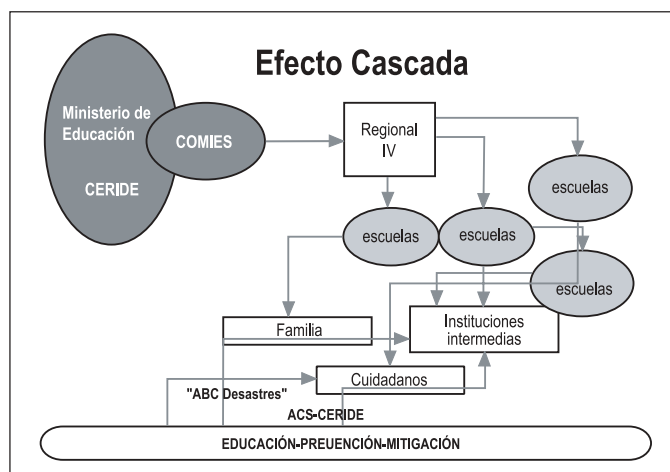 Efecto Cascada
Ministerio de
Educación
CERIDE
COMIES
Regional
IV
escuelas
escuelas
escuelas
escuelas
Familia
Instituciones
intermedias
Cuidadanos
"ABC Desastres"
ACS-CERIDE
EDUCACIÓN-PREUENCIÓN-MITIGACIÓN